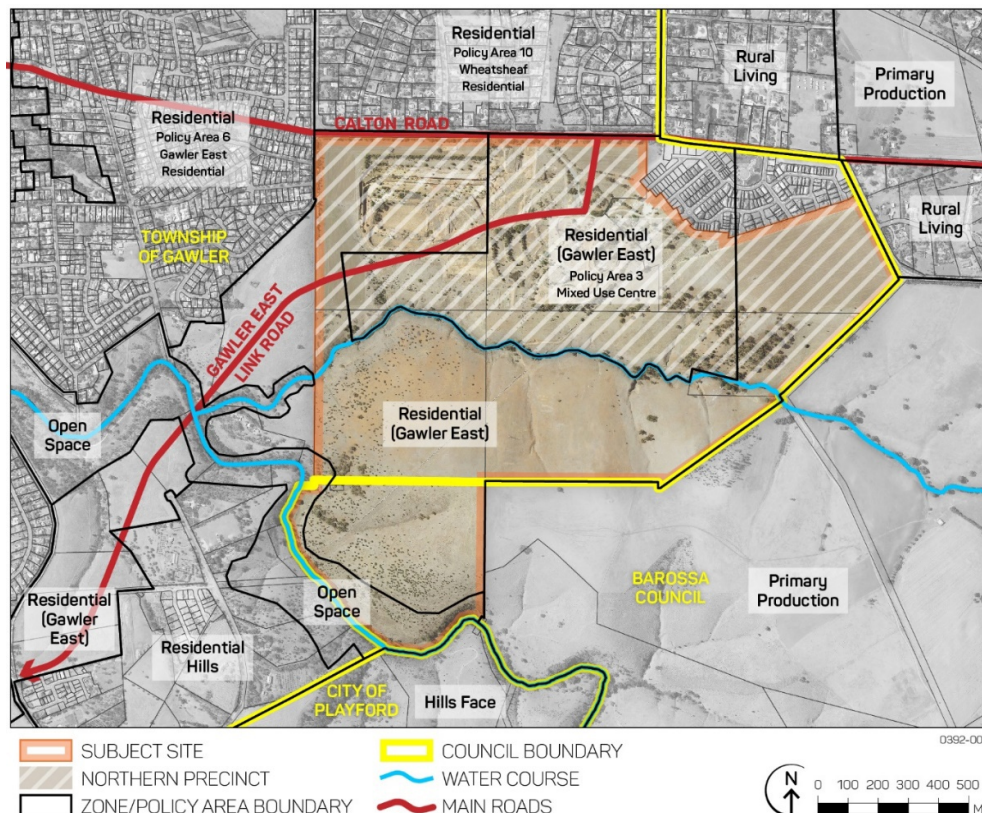 Residential
Policy Area 10
Wheatsheaf
Residential
Rural
Living
Primary
Production
Residential
Policy Area 6
Gawler East
Residential
CALTON ROAD
Rural
Living
TOWNSHIP
OF GAWLER
Residential
(Gawler East)
Policy Area 3
Mixed Use Centre
GAWLER EAST
LINK ROAD
Open
Space
Residential
(Gawler East)
BAROSSA
COUNCIL
Primary
Production
Open
Space
Residential
(Gawler
East)
Residential
Hills
CITY OF
PLAYFORD
Hills Face
0392-00
SUBJECT SITE
NORTHERN PRECINCT
ZONE/POLICY AREA BOUNDARY
COUNCIL BOUNDARY
WATER COURSE
MAIN ROADS
N
0 100 200 300 400 500
M